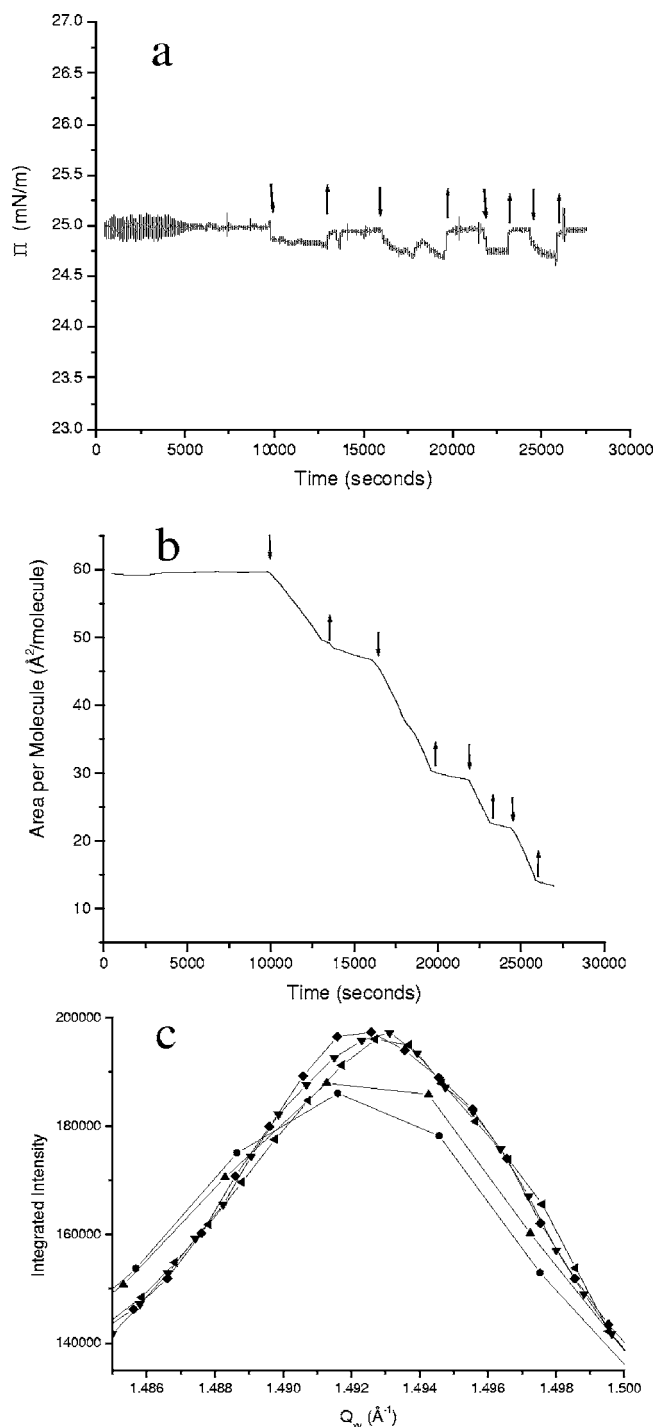 a
27.0
26.5
26.0
25.5
25.0
24.5
24.0
23.5
23.0
Π (mN/m)
0 5000 10000 15000 20000 25000 30000
Time (seconds)
b
60
50
40
30
20
10
Area per Molecule (Å²/molecule)
0 5000 10000 15000 20000 25000 30000
Time (seconds)
c
200000
180000
160000
140000
Integrated Intensity
1.486 1.488 1.490 1.492 1.494 1.496 1.498 1.500
Qxy (Å⁻¹)